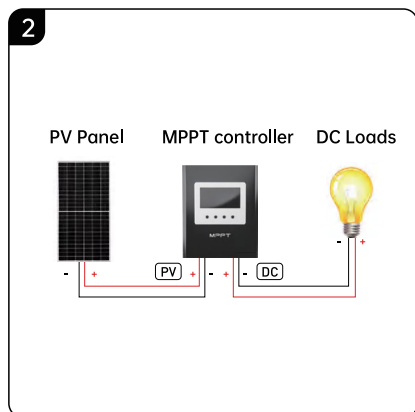 2
PV Panel MPPT controller DC Loads
MPPT
- + PV + - + - DC - +